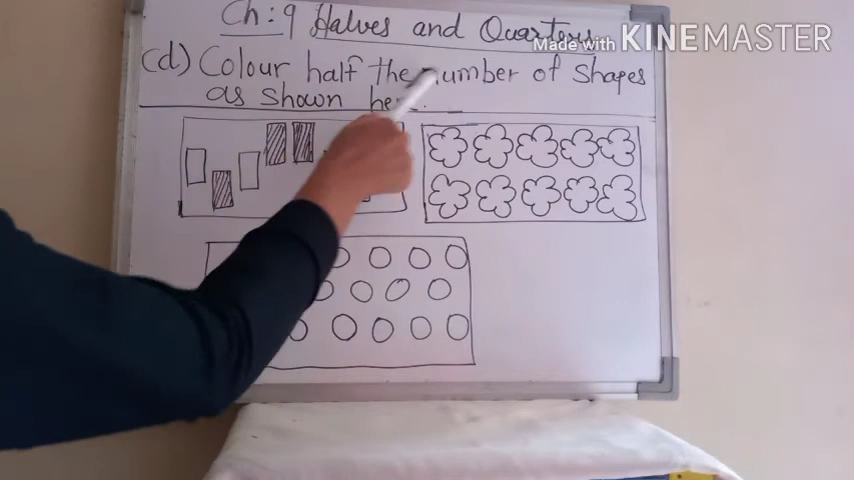 Ch: 9 Halves and Quarters
Made with KINEMASTER
(d) Colour half the number of shapes
as shown here.